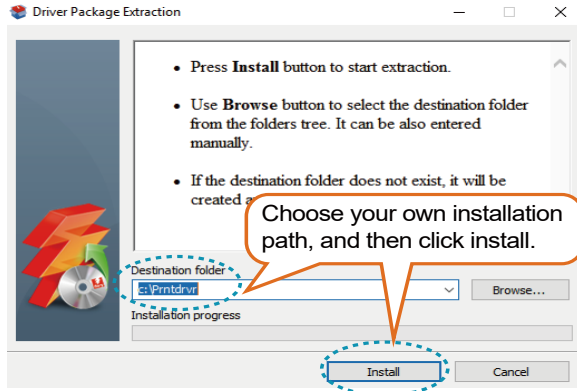 Driver Package Extraction
• Press Install button to start extraction.
• Use Browse button to select the destination folder
from the folders tree. It can be also entered
manually.
• If the destination folder does not exist, it will be
created
Choose your own installation
path, and then click install.
Destination folder
c:\Prntdrvr
Browse...
Installation progress
Install
Cancel